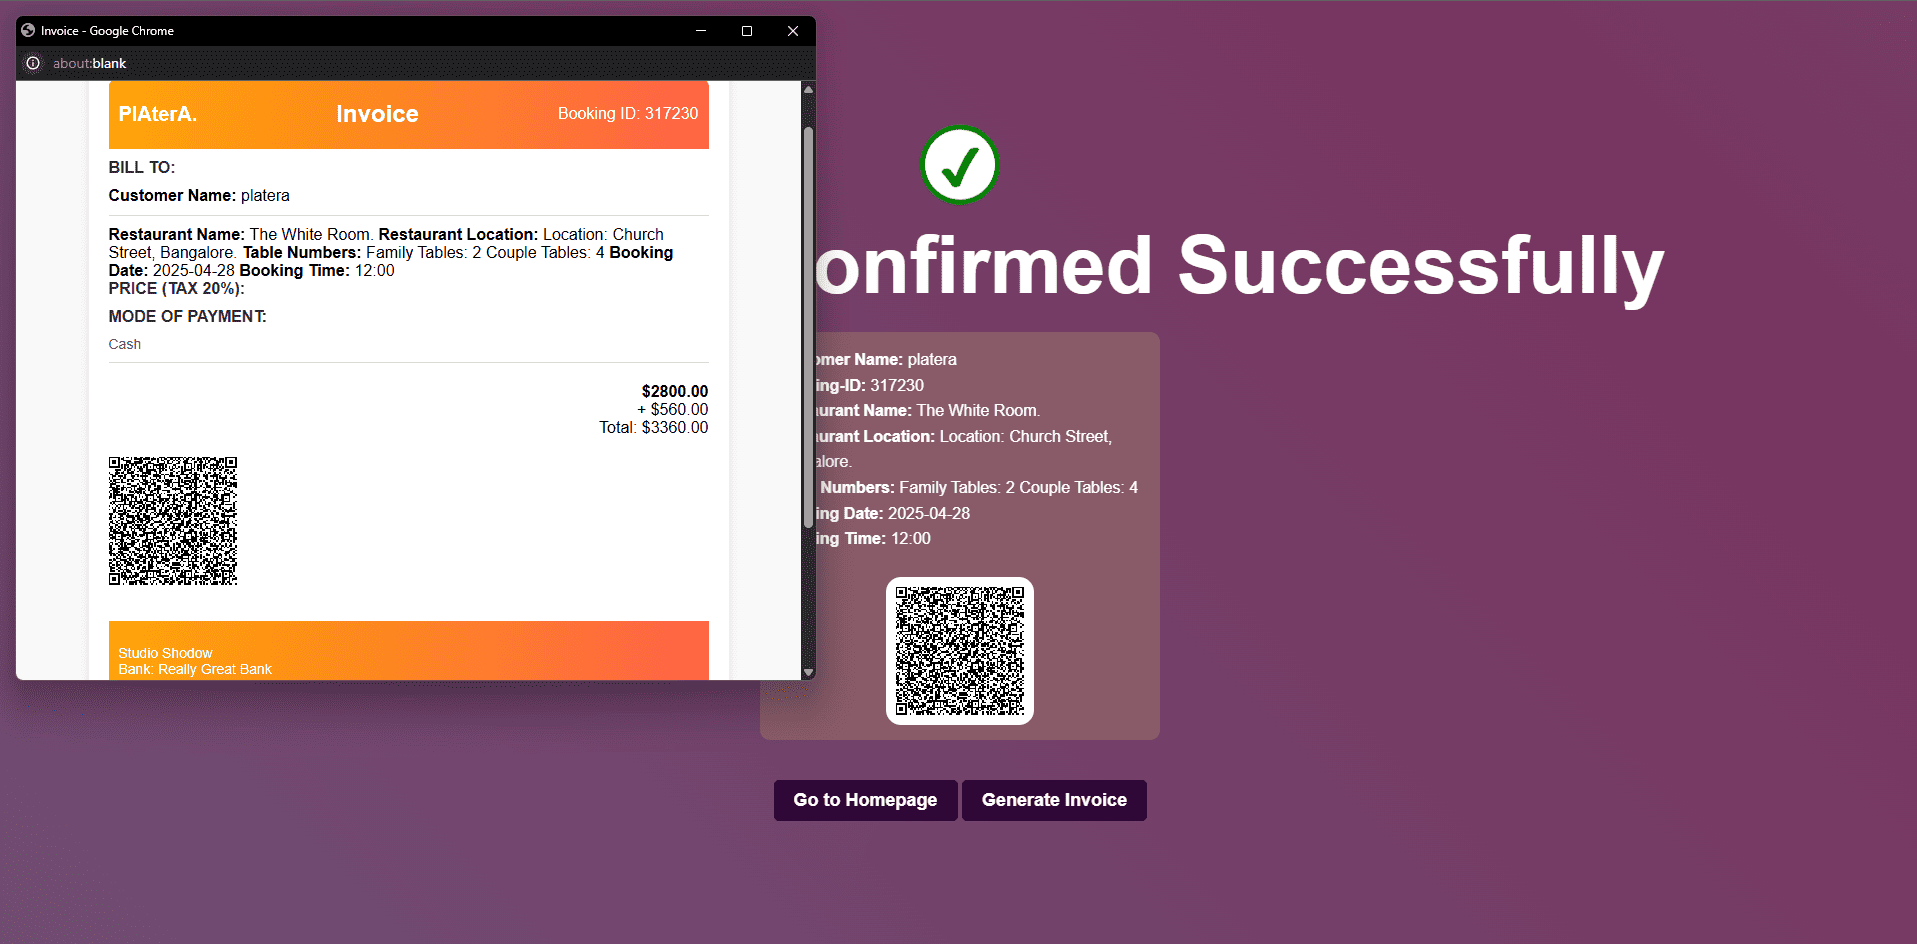 Invoice - Google Chrome
about:blank
PlAterA.
Invoice
Booking ID: 317230
BILL TO:
Customer Name: platera
Restaurant Name: The White Room. Restaurant Location: Location: Church
Street, Bangalore. Table Numbers: Family Tables: 2 Couple Tables: 4 Booking
Date: 2025-04-28 Booking Time: 12:00
PRICE (TAX 20%):
MODE OF PAYMENT:
Cash
$2800.00
+ $560.00
Total: $3360.00
Studio Shodow
Bank: Really Great Bank
onfirmed Successfully
omer Name: platera
ing-ID: 317230
aurant Name: The White Room.
aurant Location: Location: Church Street,
alore.
Numbers: Family Tables: 2 Couple Tables: 4
ing Date: 2025-04-28
ing Time: 12:00
Go to Homepage
Generate Invoice